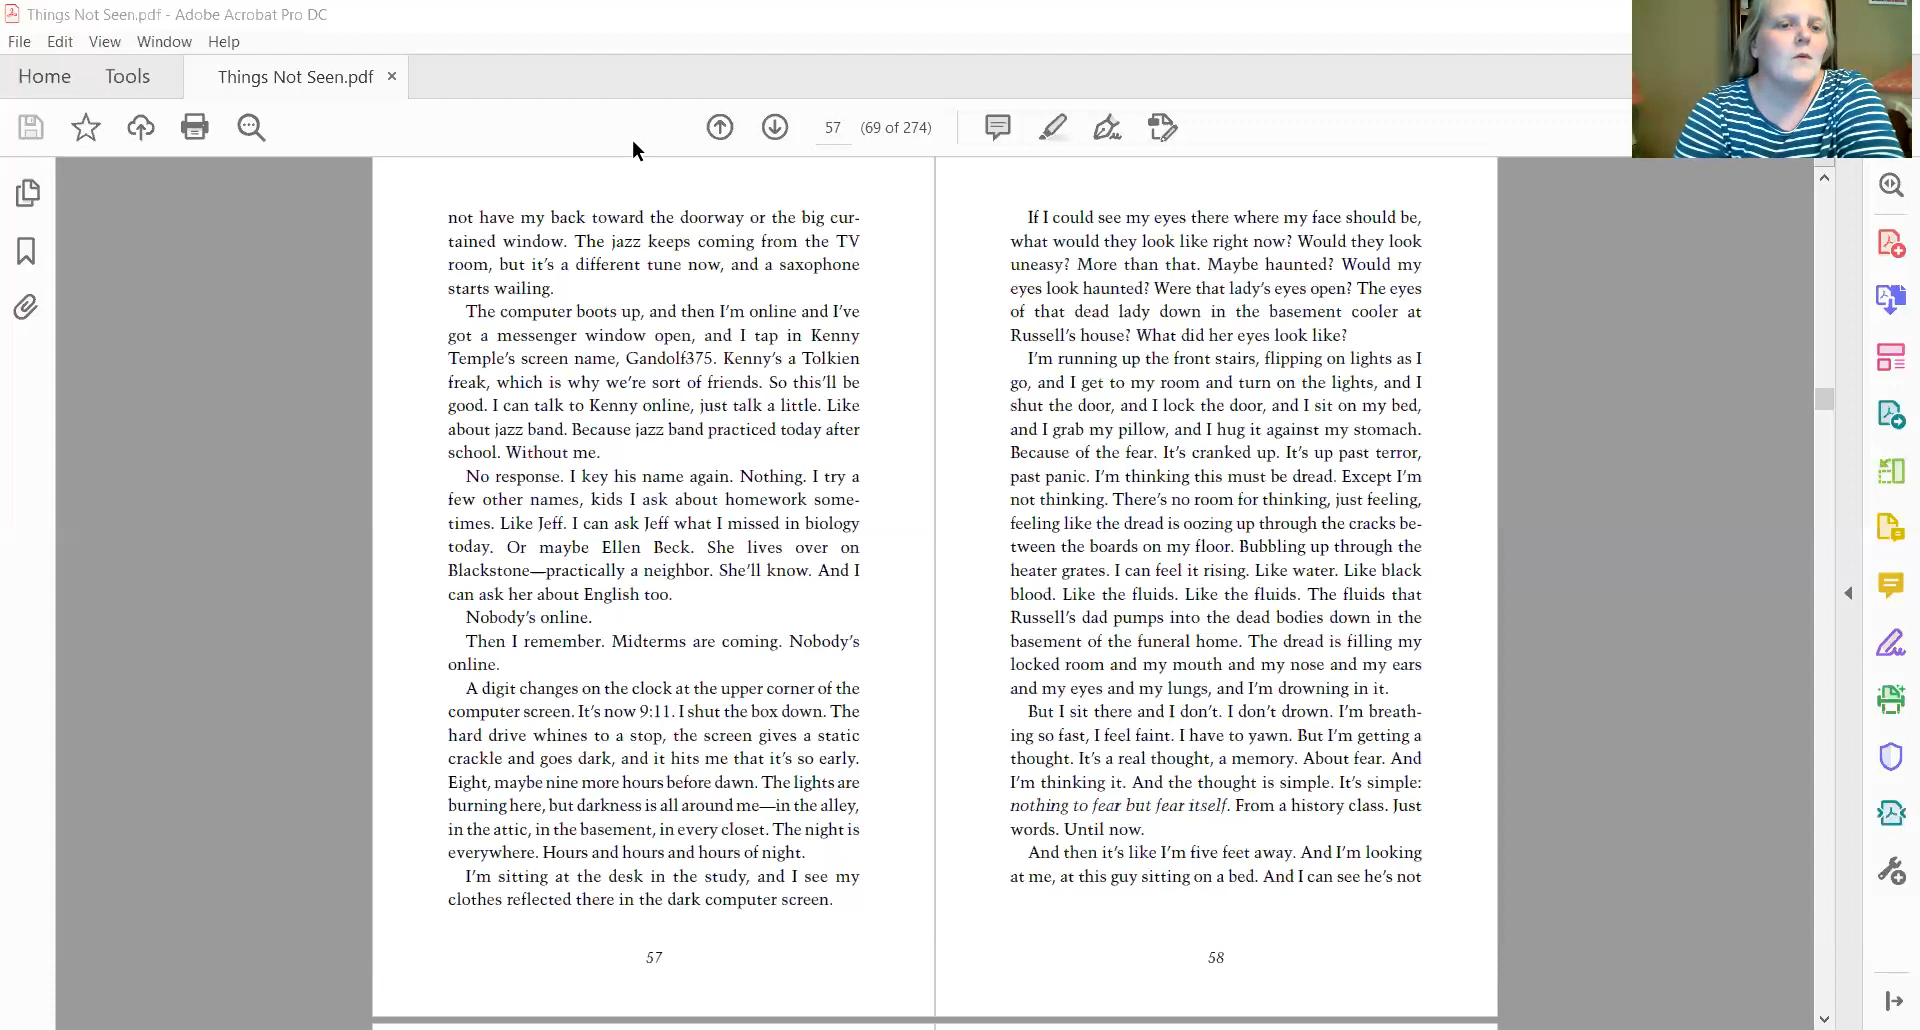 Things Not Seen.pdf - Adobe Acrobat Pro DC
File Edit View Window Help
Home Tools Things Not Seen.pdf ×
57 (69 of 274)
not have my back toward the doorway or the big cur-
tained window. The jazz keeps coming from the TV
room, but it's a different tune now, and a saxophone
starts wailing.
The computer boots up, and then I'm online and I've
got a messenger window open, and I tap in Kenny
Temple's screen name, Gandolf375. Kenny's a Tolkien
freak, which is why we're sort of friends. So this'll be
good. I can talk to Kenny online, just talk a little. Like
about jazz band. Because jazz band practiced today after
school. Without me.
No response. I key his name again. Nothing. I try a
few other names, kids I ask about homework some-
times. Like Jeff. I can ask Jeff what I missed in biology
today. Or maybe Ellen Beck. She lives over on
Blackstone—practically a neighbor. She'll know. And I
can ask her about English too.
Nobody's online.
Then I remember. Midterms are coming. Nobody's
online.
A digit changes on the clock at the upper corner of the
computer screen. It's now 9:11. I shut the box down. The
hard drive whines to a stop, the screen gives a static
crackle and goes dark, and it hits me that it's so early.
Eight, maybe nine more hours before dawn. The lights are
burning here, but darkness is all around me—in the alley,
in the attic, in the basement, in every closet. The night is
everywhere. Hours and hours and hours of night.
I'm sitting at the desk in the study, and I see my
clothes reflected there in the dark computer screen.
57
If I could see my eyes there where my face should be,
what would they look like right now? Would they look
uneasy? More than that. Maybe haunted? Would my
eyes look haunted? Were that lady's eyes open? The eyes
of that dead lady down in the basement cooler at
Russell's house? What did her eyes look like?
I'm running up the front stairs, flipping on lights as I
go, and I get to my room and turn on the lights, and I
shut the door, and I lock the door, and I sit on my bed,
and I grab my pillow, and I hug it against my stomach.
Because of the fear. It's cranked up. It's up past terror,
past panic. I'm thinking this must be dread. Except I'm
not thinking. There's no room for thinking, just feeling,
feeling like the dread is oozing up through the cracks be-
tween the boards on my floor. Bubbling up through the
heater grates. I can feel it rising. Like water. Like black
blood. Like the fluids. Like the fluids. The fluids that
Russell's dad pumps into the dead bodies down in the
basement of the funeral home. The dread is filling my
locked room and my mouth and my nose and my ears
and my eyes and my lungs, and I'm drowning in it.
But I sit there and I don't. I don't drown. I'm breath-
ing so fast, I feel faint. I have to yawn. But I'm getting a
thought. It's a real thought, a memory. About fear. And
I'm thinking it. And the thought is simple. It's simple:
nothing to fear but fear itself. From a history class. Just
words. Until now.
And then it's like I'm five feet away. And I'm looking
at me, at this guy sitting on a bed. And I can see he's not
58